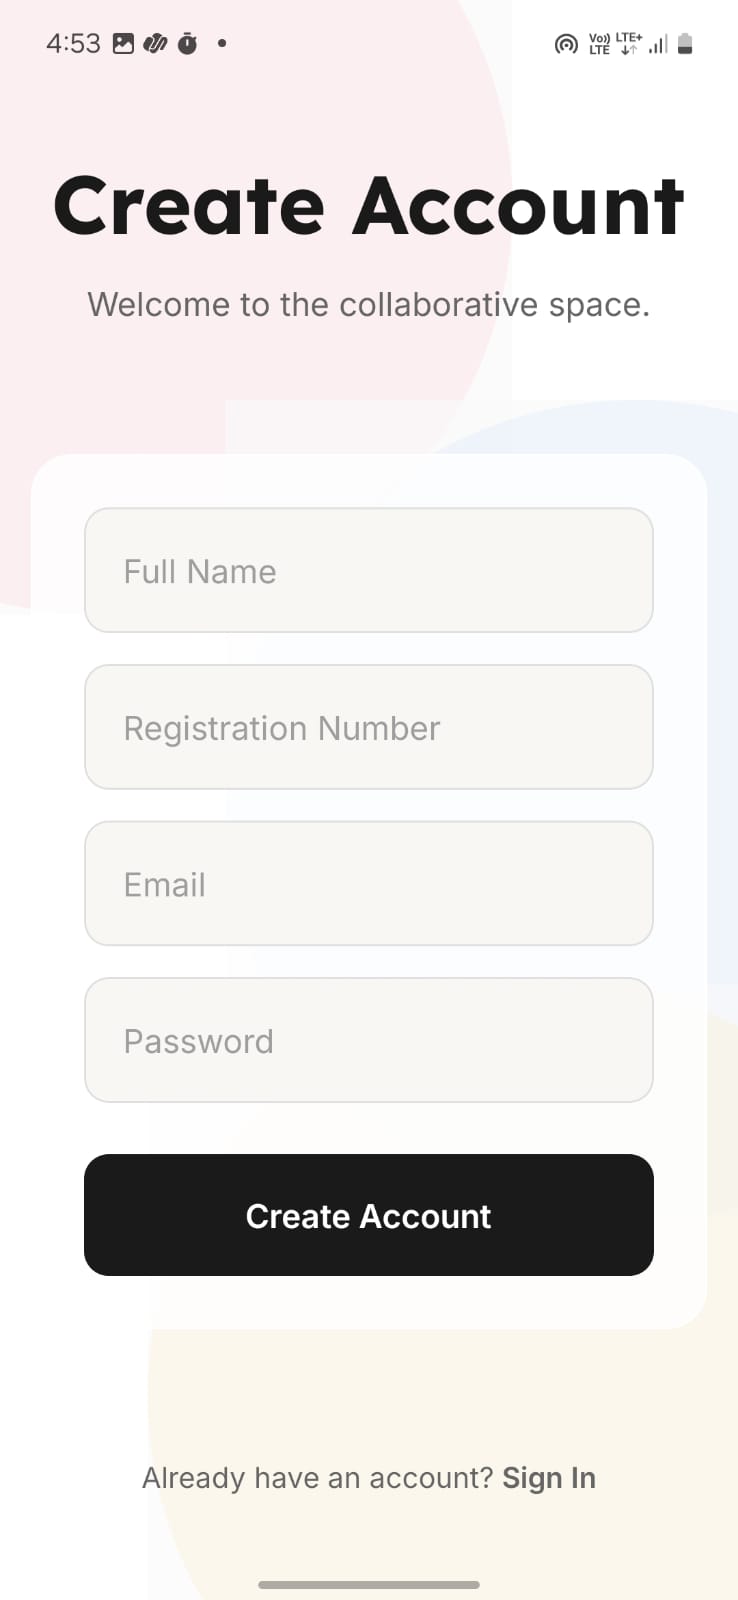 4:53 Vo)) LTE LTE+
Create Account
Welcome to the collaborative space.
Full Name
Registration Number
Email
Password
Create Account
Already have an account? Sign In